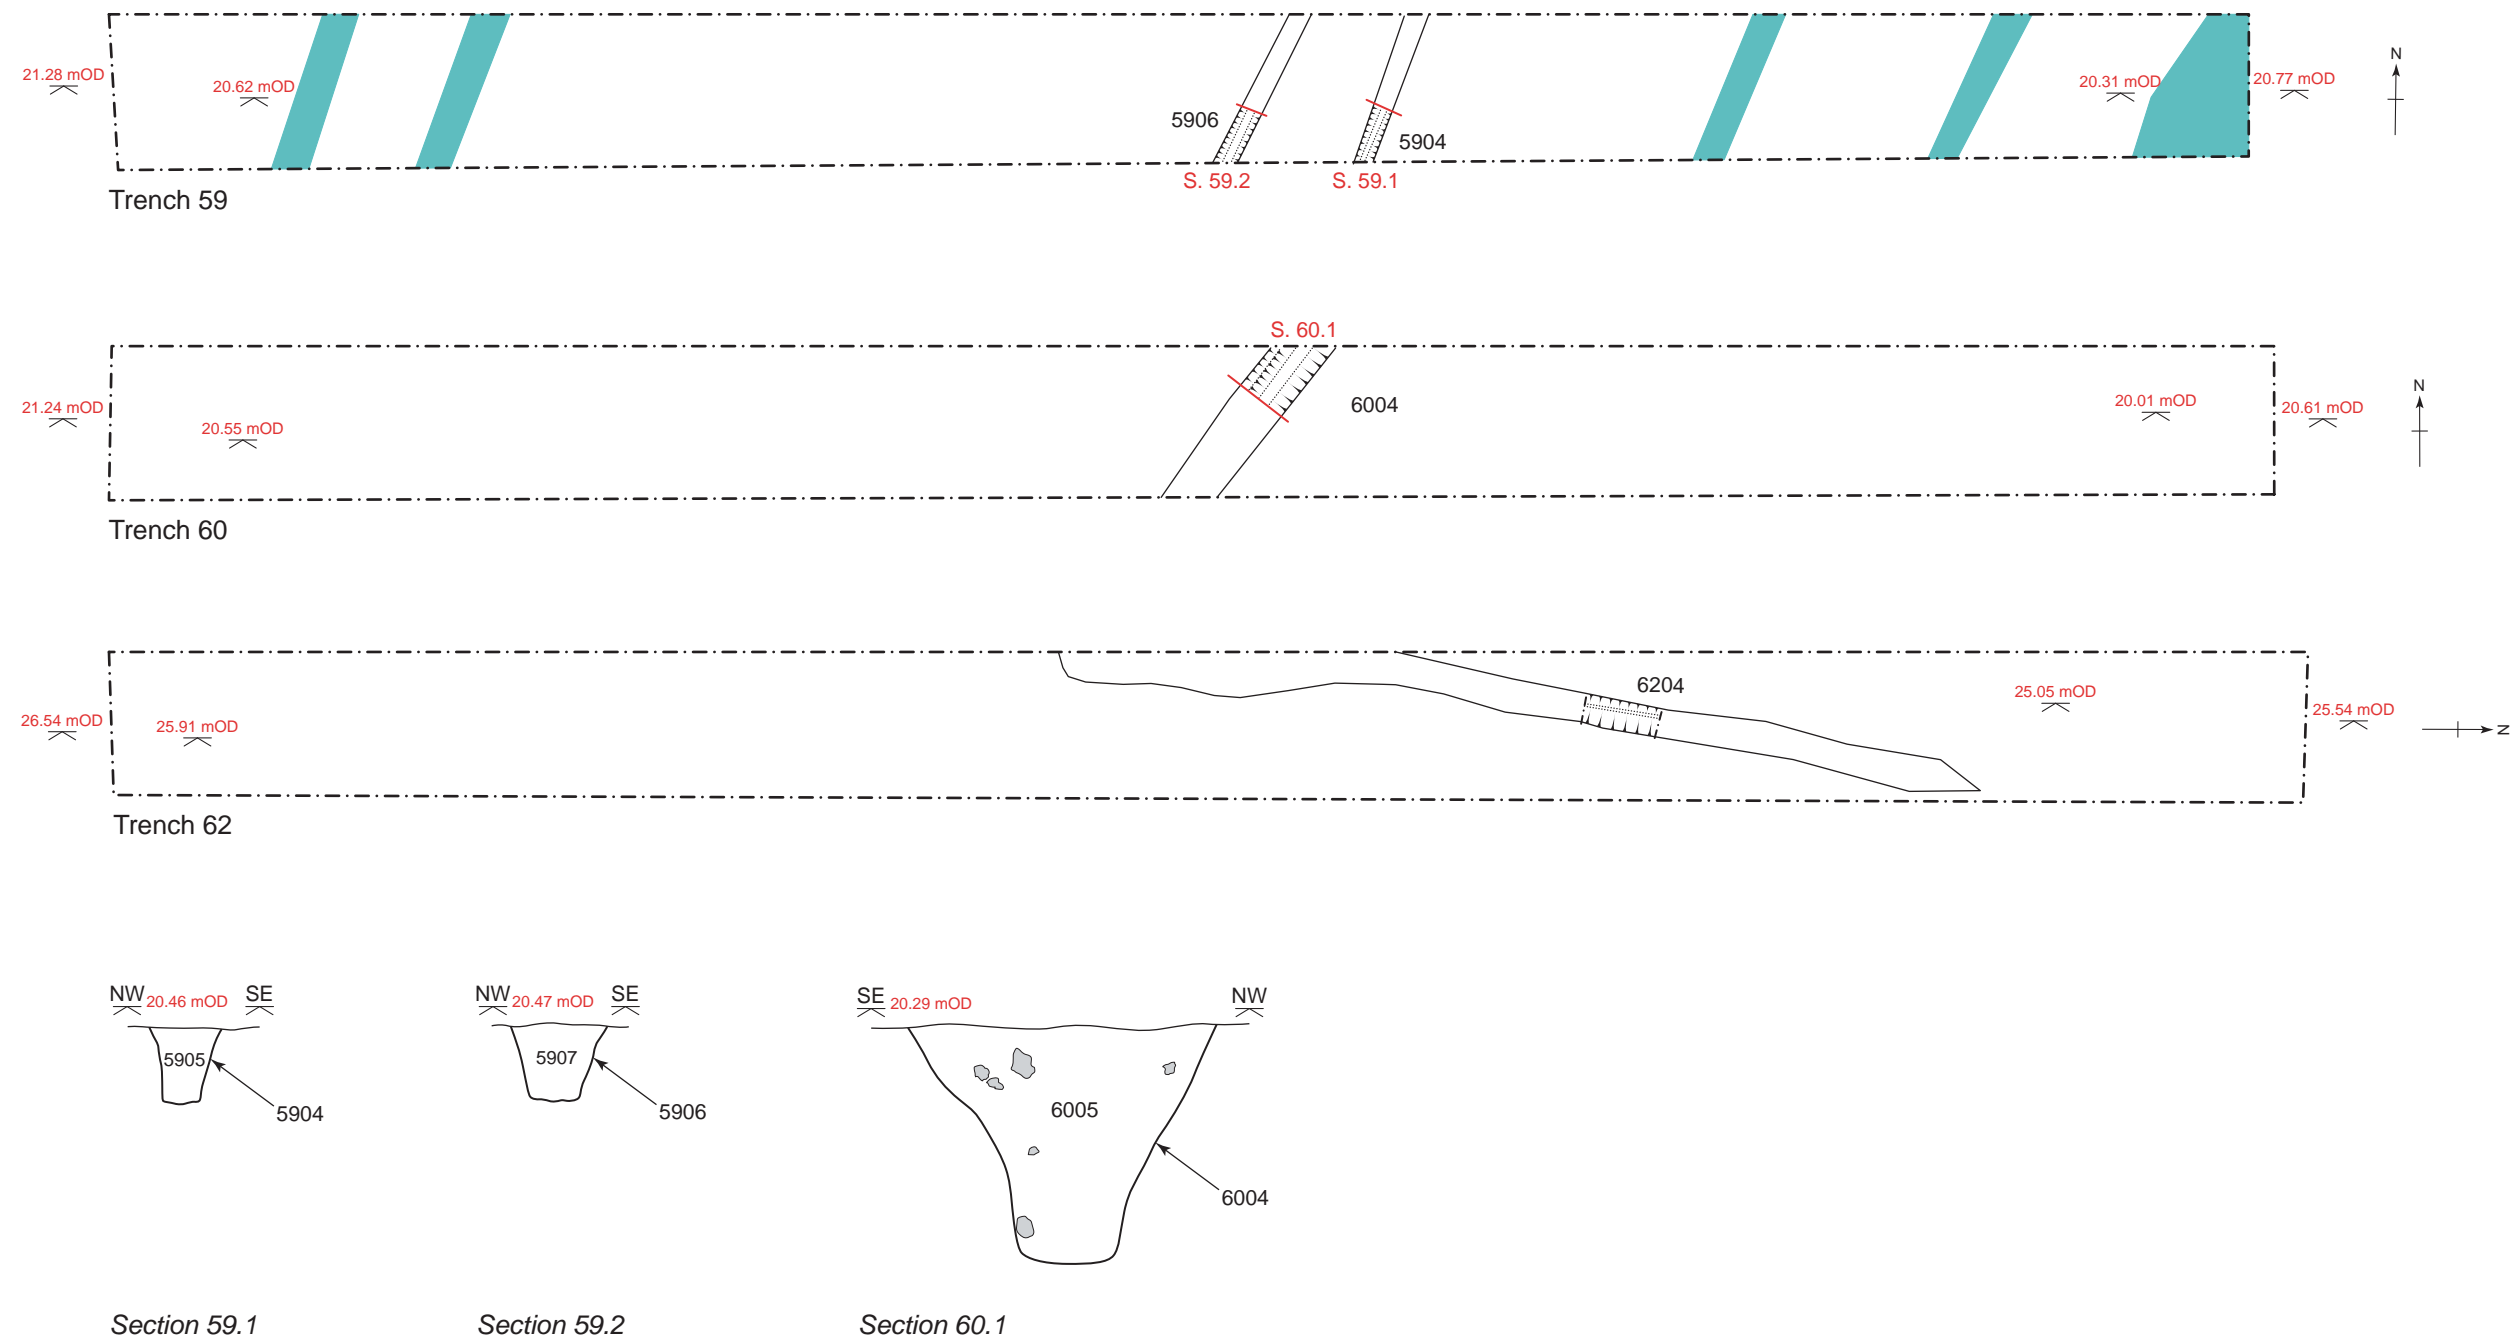 21.28 mOD
20.62 mOD
5906
5904
20.31 mOD
20.77 mOD
N
S. 59.2
S. 59.1
Trench 59
S. 60.1
21.24 mOD
20.55 mOD
6004
20.01 mOD
20.61 mOD
N
Trench 60
26.54 mOD
25.91 mOD
6204
25.05 mOD
25.54 mOD
N
Trench 62
NW 20.46 mOD SE
5905
5904
Section 59.1
NW 20.47 mOD SE
5907
5906
Section 59.2
SE 20.29 mOD NW
6005
6004
Section 60.1